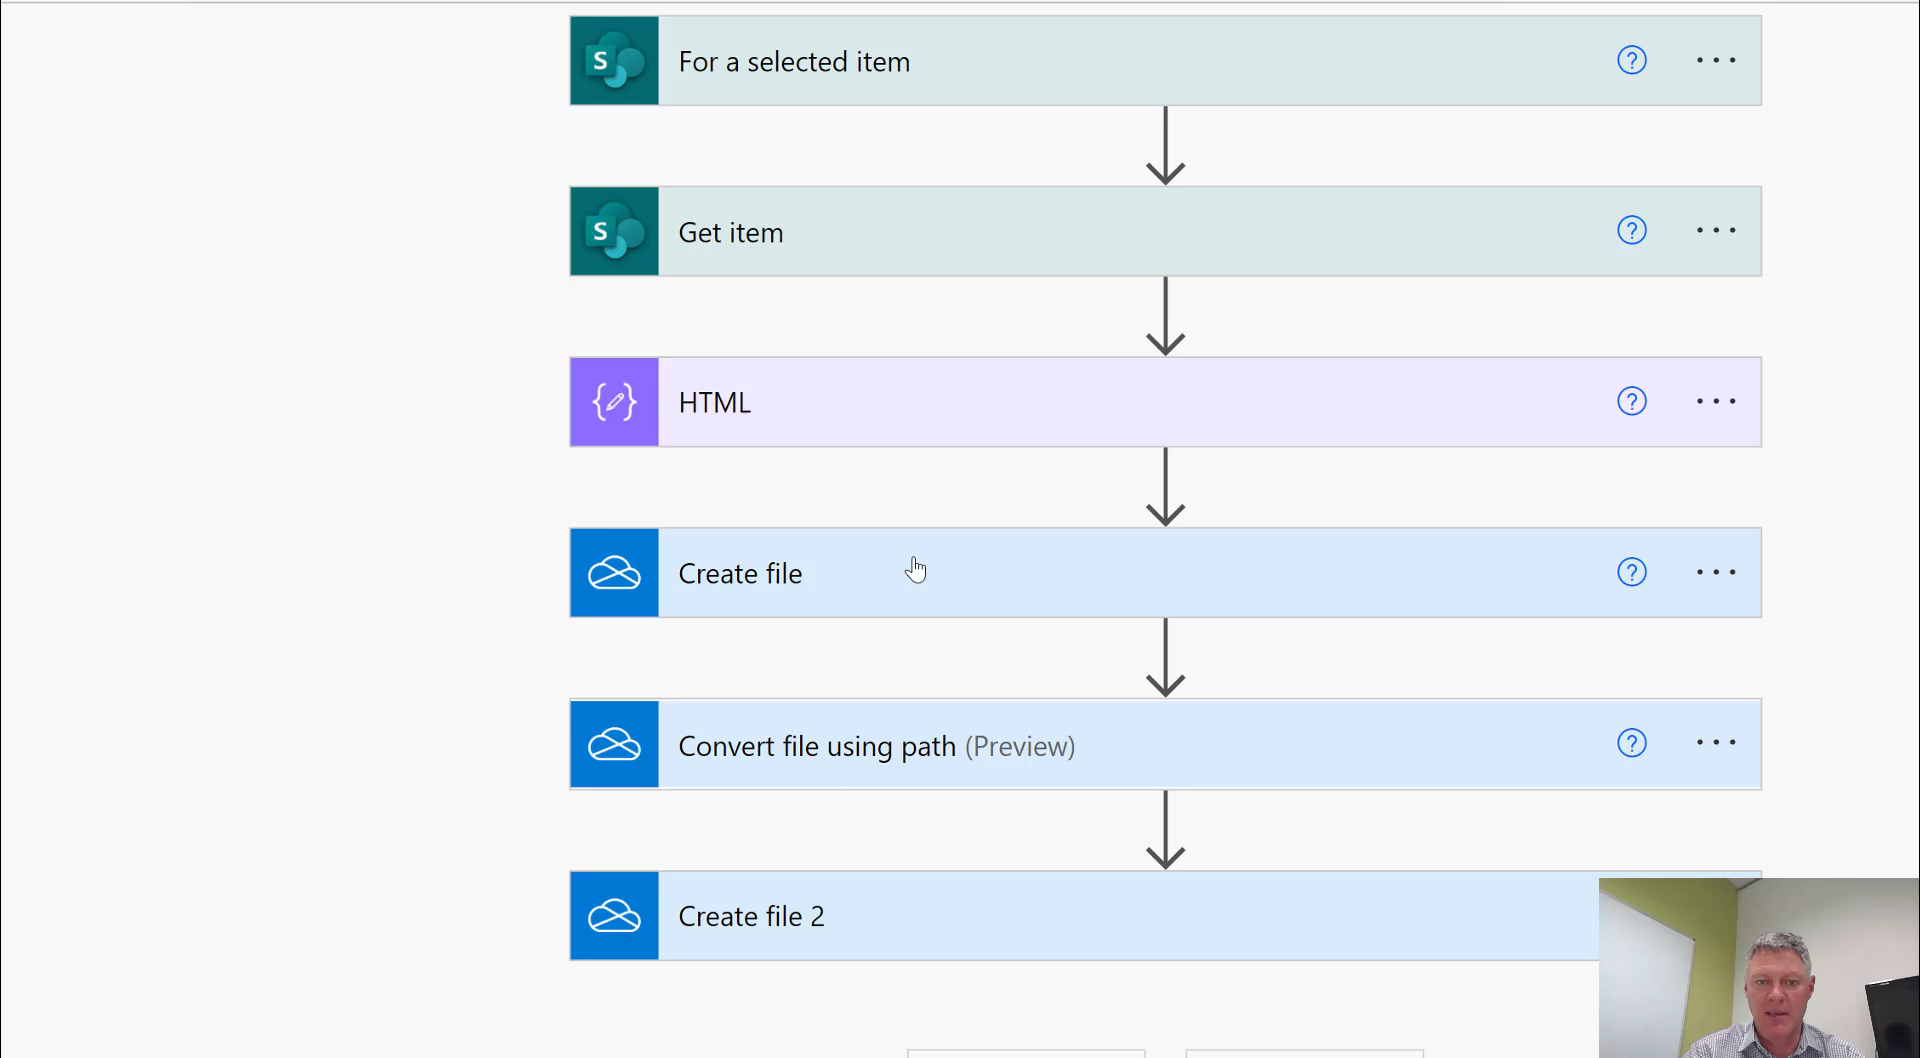 For a selected item
Get item
HTML
Create file
Convert file using path (Preview)
Create file 2